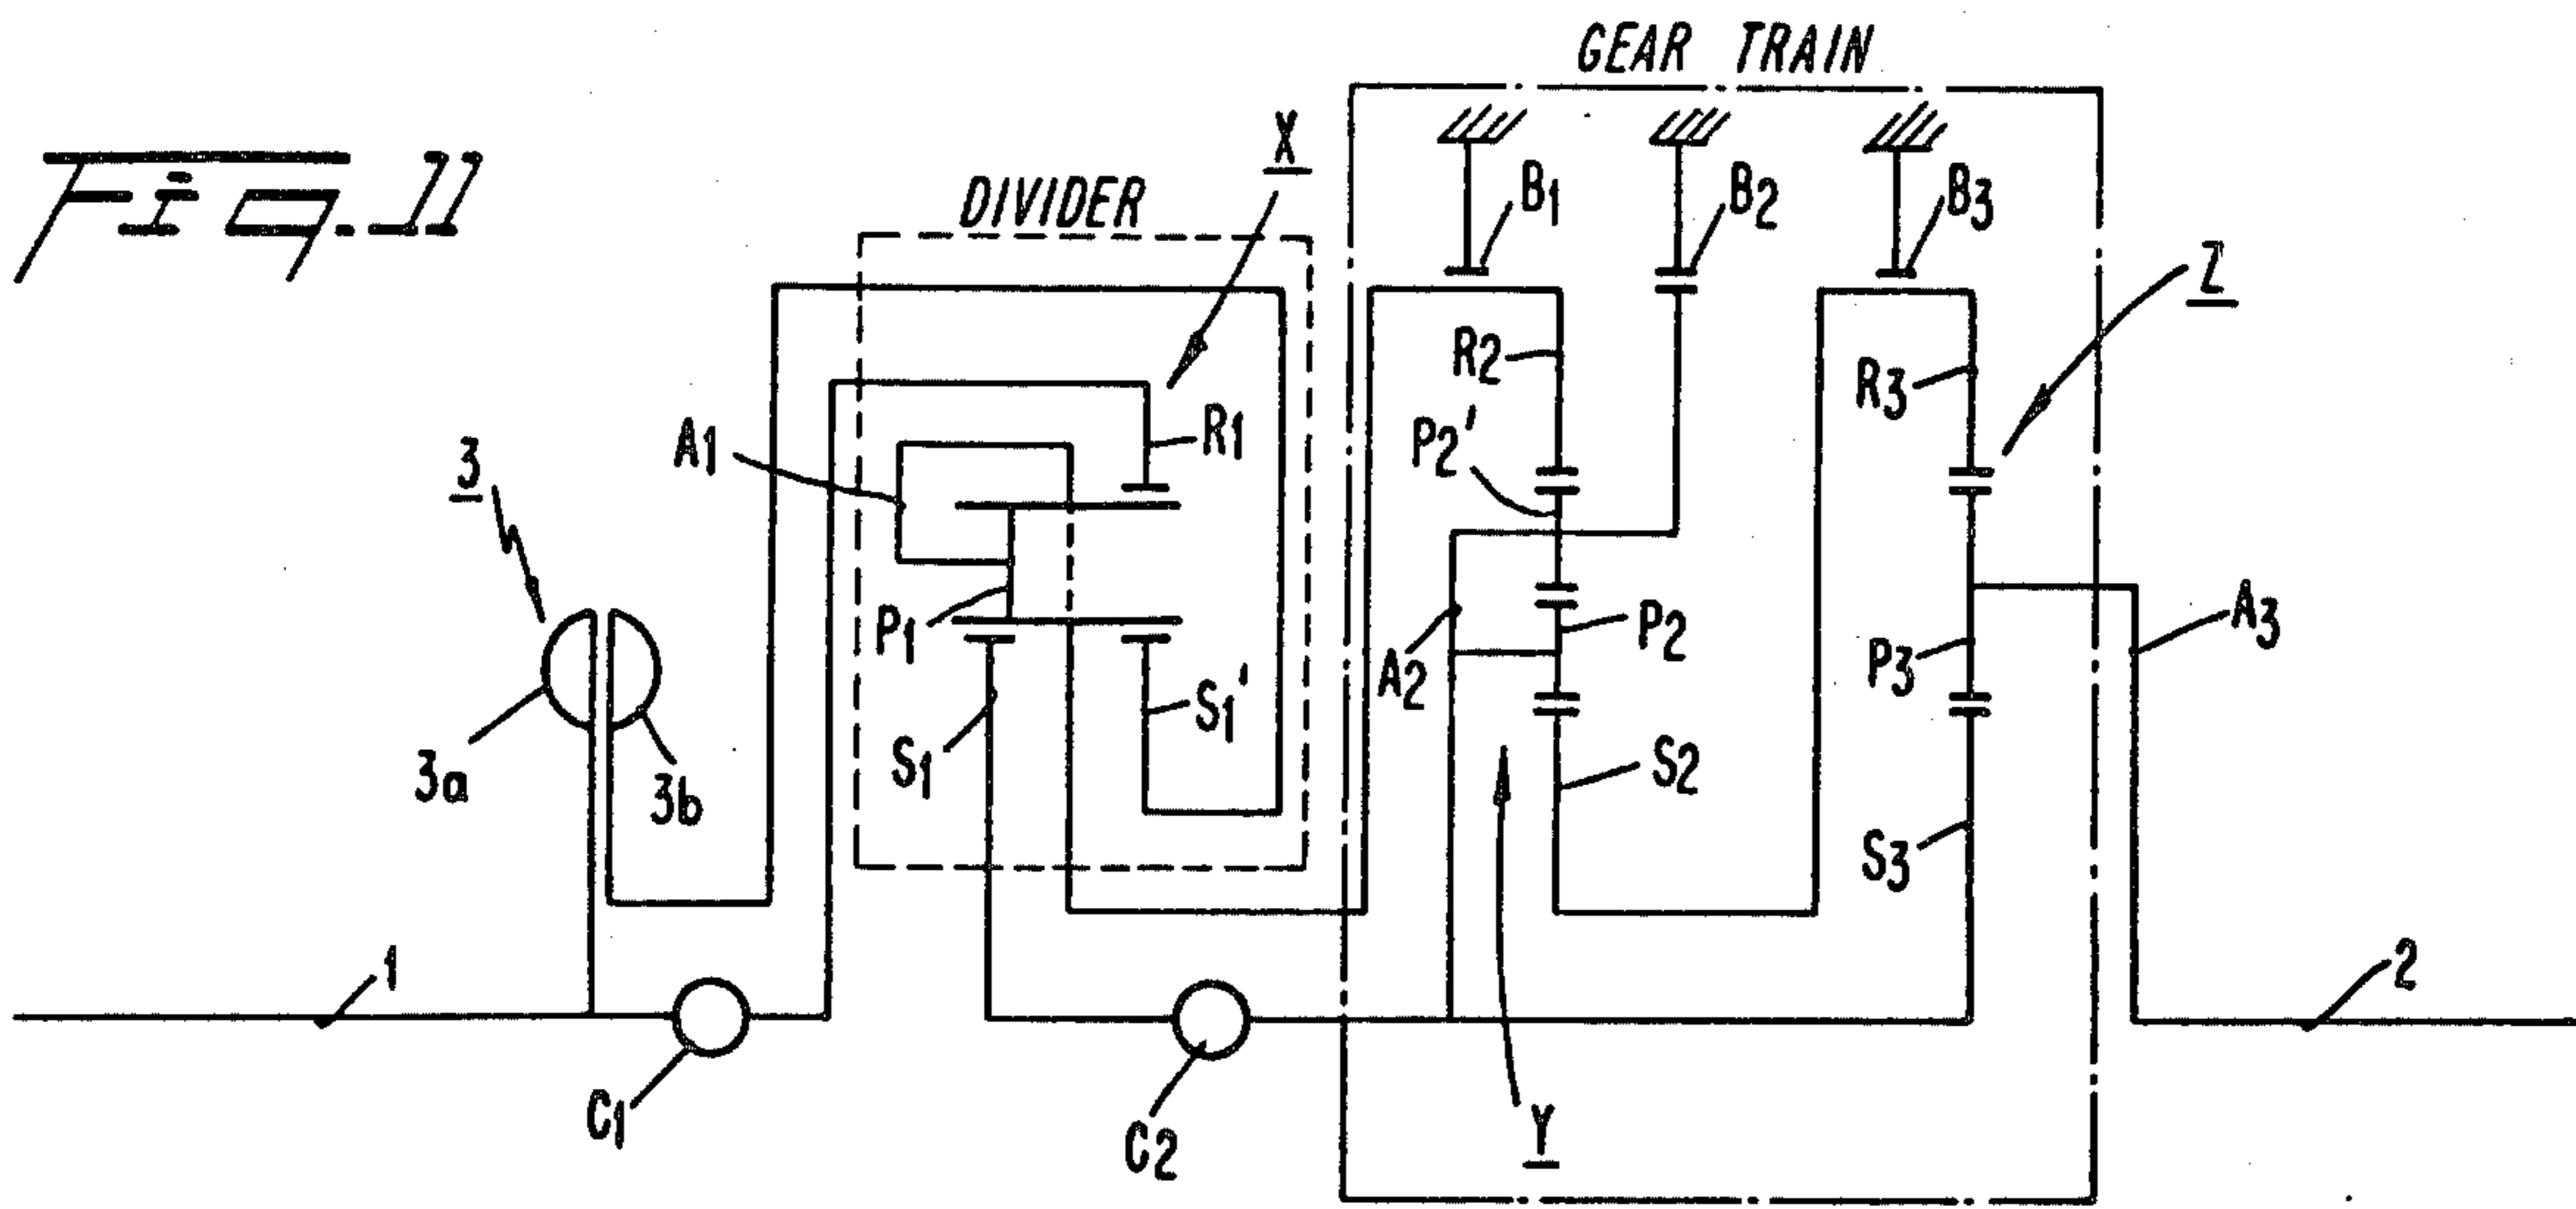 GEAR TRAIN
Fig. 11
DIVIDER
X
B1
B2
B3
Z
R2
R3
A1
R1
P2'
3
P1
P2
A2
P3
A3
S1
S1'
S2
3a
3b
S3
1
2
C1
C2
Y